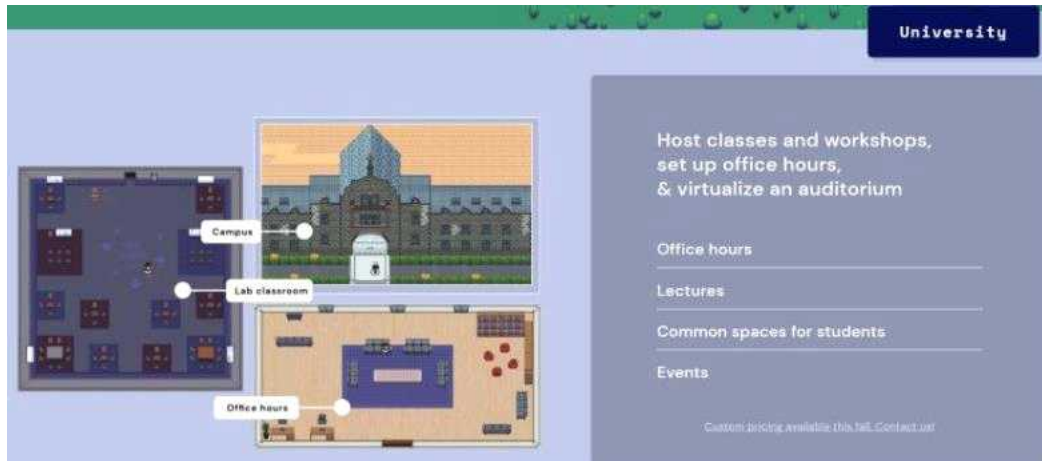 University
Host classes and workshops,
set up office hours,
& virtualize an auditorium
Campus
Lab classroom
Office hours
Office hours
Lectures
Common spaces for students
Events
Custom pricing available this fall. Contact us!